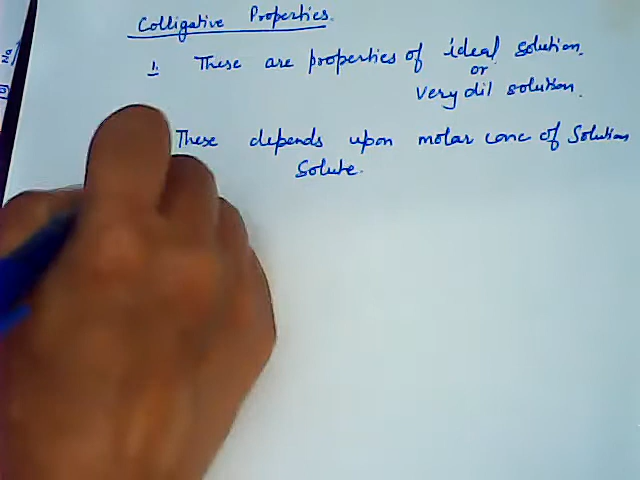 Colligative Properties.
1. These are properties of ideal solution.
or
very dil solution.
These depends upon molar conc of Solution
Solute.